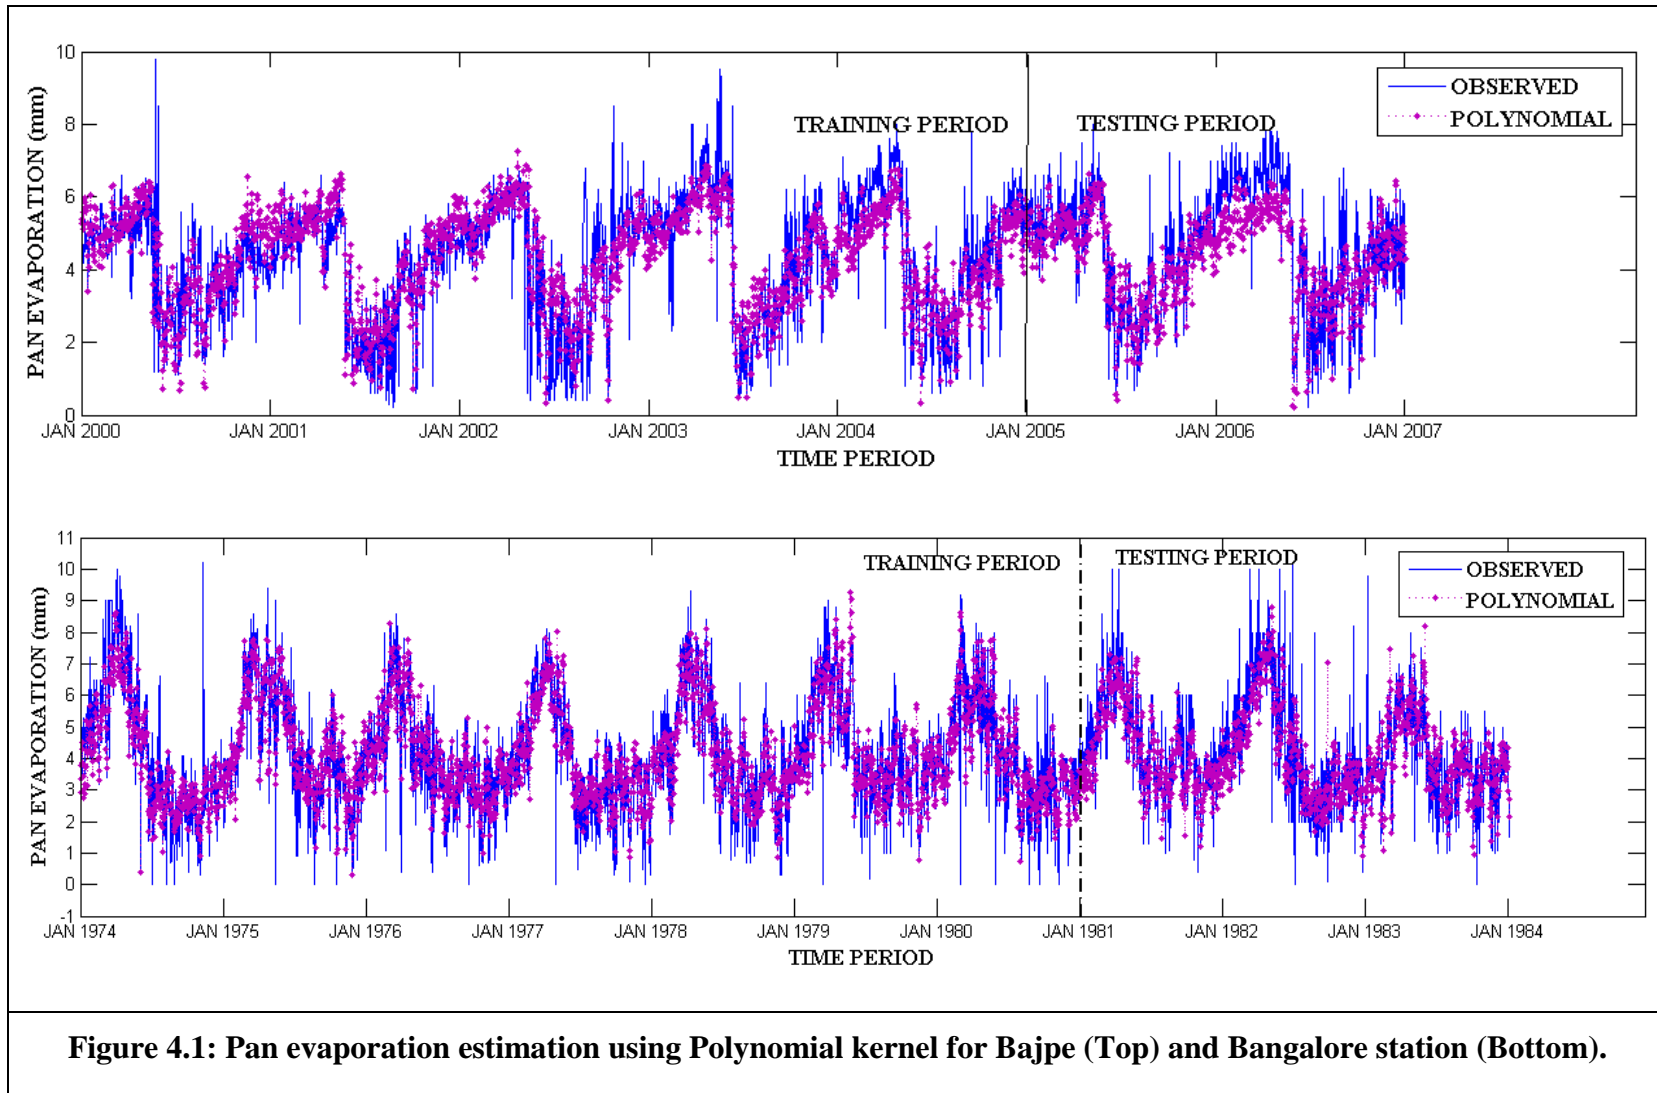 10
8
6
4
2
0
PAN EVAPORATION (mm)
TRAINING PERIOD
TESTING PERIOD
OBSERVED
POLYNOMIAL
JAN 2000
JAN 2001
JAN 2002
JAN 2003
JAN 2004
JAN 2005
JAN 2006
JAN 2007
TIME PERIOD
11
10
9
8
7
6
5
4
3
2
1
0
-1
PAN EVAPORATION (mm)
TRAINING PERIOD
TESTING PERIOD
OBSERVED
POLYNOMIAL
JAN 1974
JAN 1975
JAN 1976
JAN 1977
JAN 1978
JAN 1979
JAN 1980
JAN 1981
JAN 1982
JAN 1983
JAN 1984
TIME PERIOD
Figure 4.1: Pan evaporation estimation using Polynomial kernel for Bajpe (Top) and Bangalore station (Bottom).